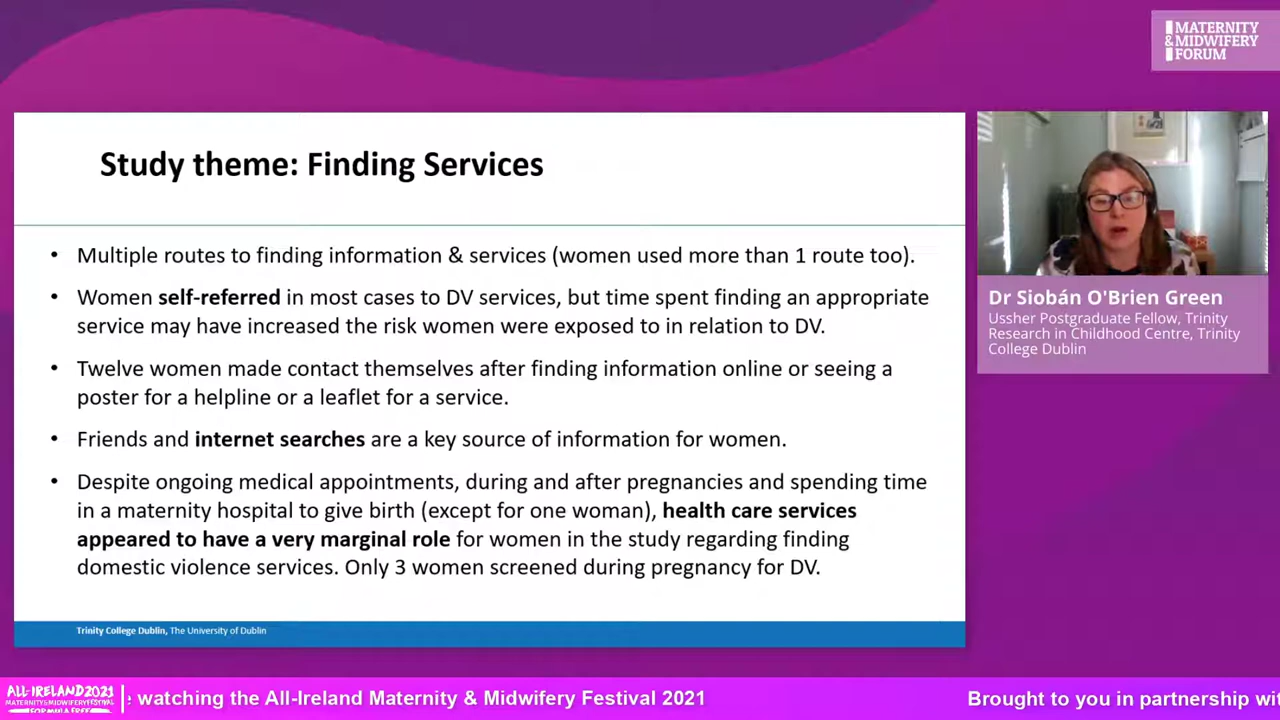 MATERNITY
& MIDWIFERY
FORUM
Study theme: Finding Services
• Multiple routes to finding information & services (women used more than 1 route too).
• Women self-referred in most cases to DV services, but time spent finding an appropriate
service may have increased the risk women were exposed to in relation to DV.
• Twelve women made contact themselves after finding information online or seeing a
poster for a helpline or a leaflet for a service.
• Friends and internet searches are a key source of information for women.
• Despite ongoing medical appointments, during and after pregnancies and spending time
in a maternity hospital to give birth (except for one woman), health care services
appeared to have a very marginal role for women in the study regarding finding
domestic violence services. Only 3 women screened during pregnancy for DV.
Trinity College Dublin, The University of Dublin
Dr Siobán O'Brien Green
Ussher Postgraduate Fellow, Trinity
Research in Childhood Centre, Trinity
College Dublin
ALL-IRELAND2021
MATERNITY&MIDWIFERYFESTIVAL
FORMULA FREE
watching the All-Ireland Maternity & Midwifery Festival 2021
Brought to you in partnership wi